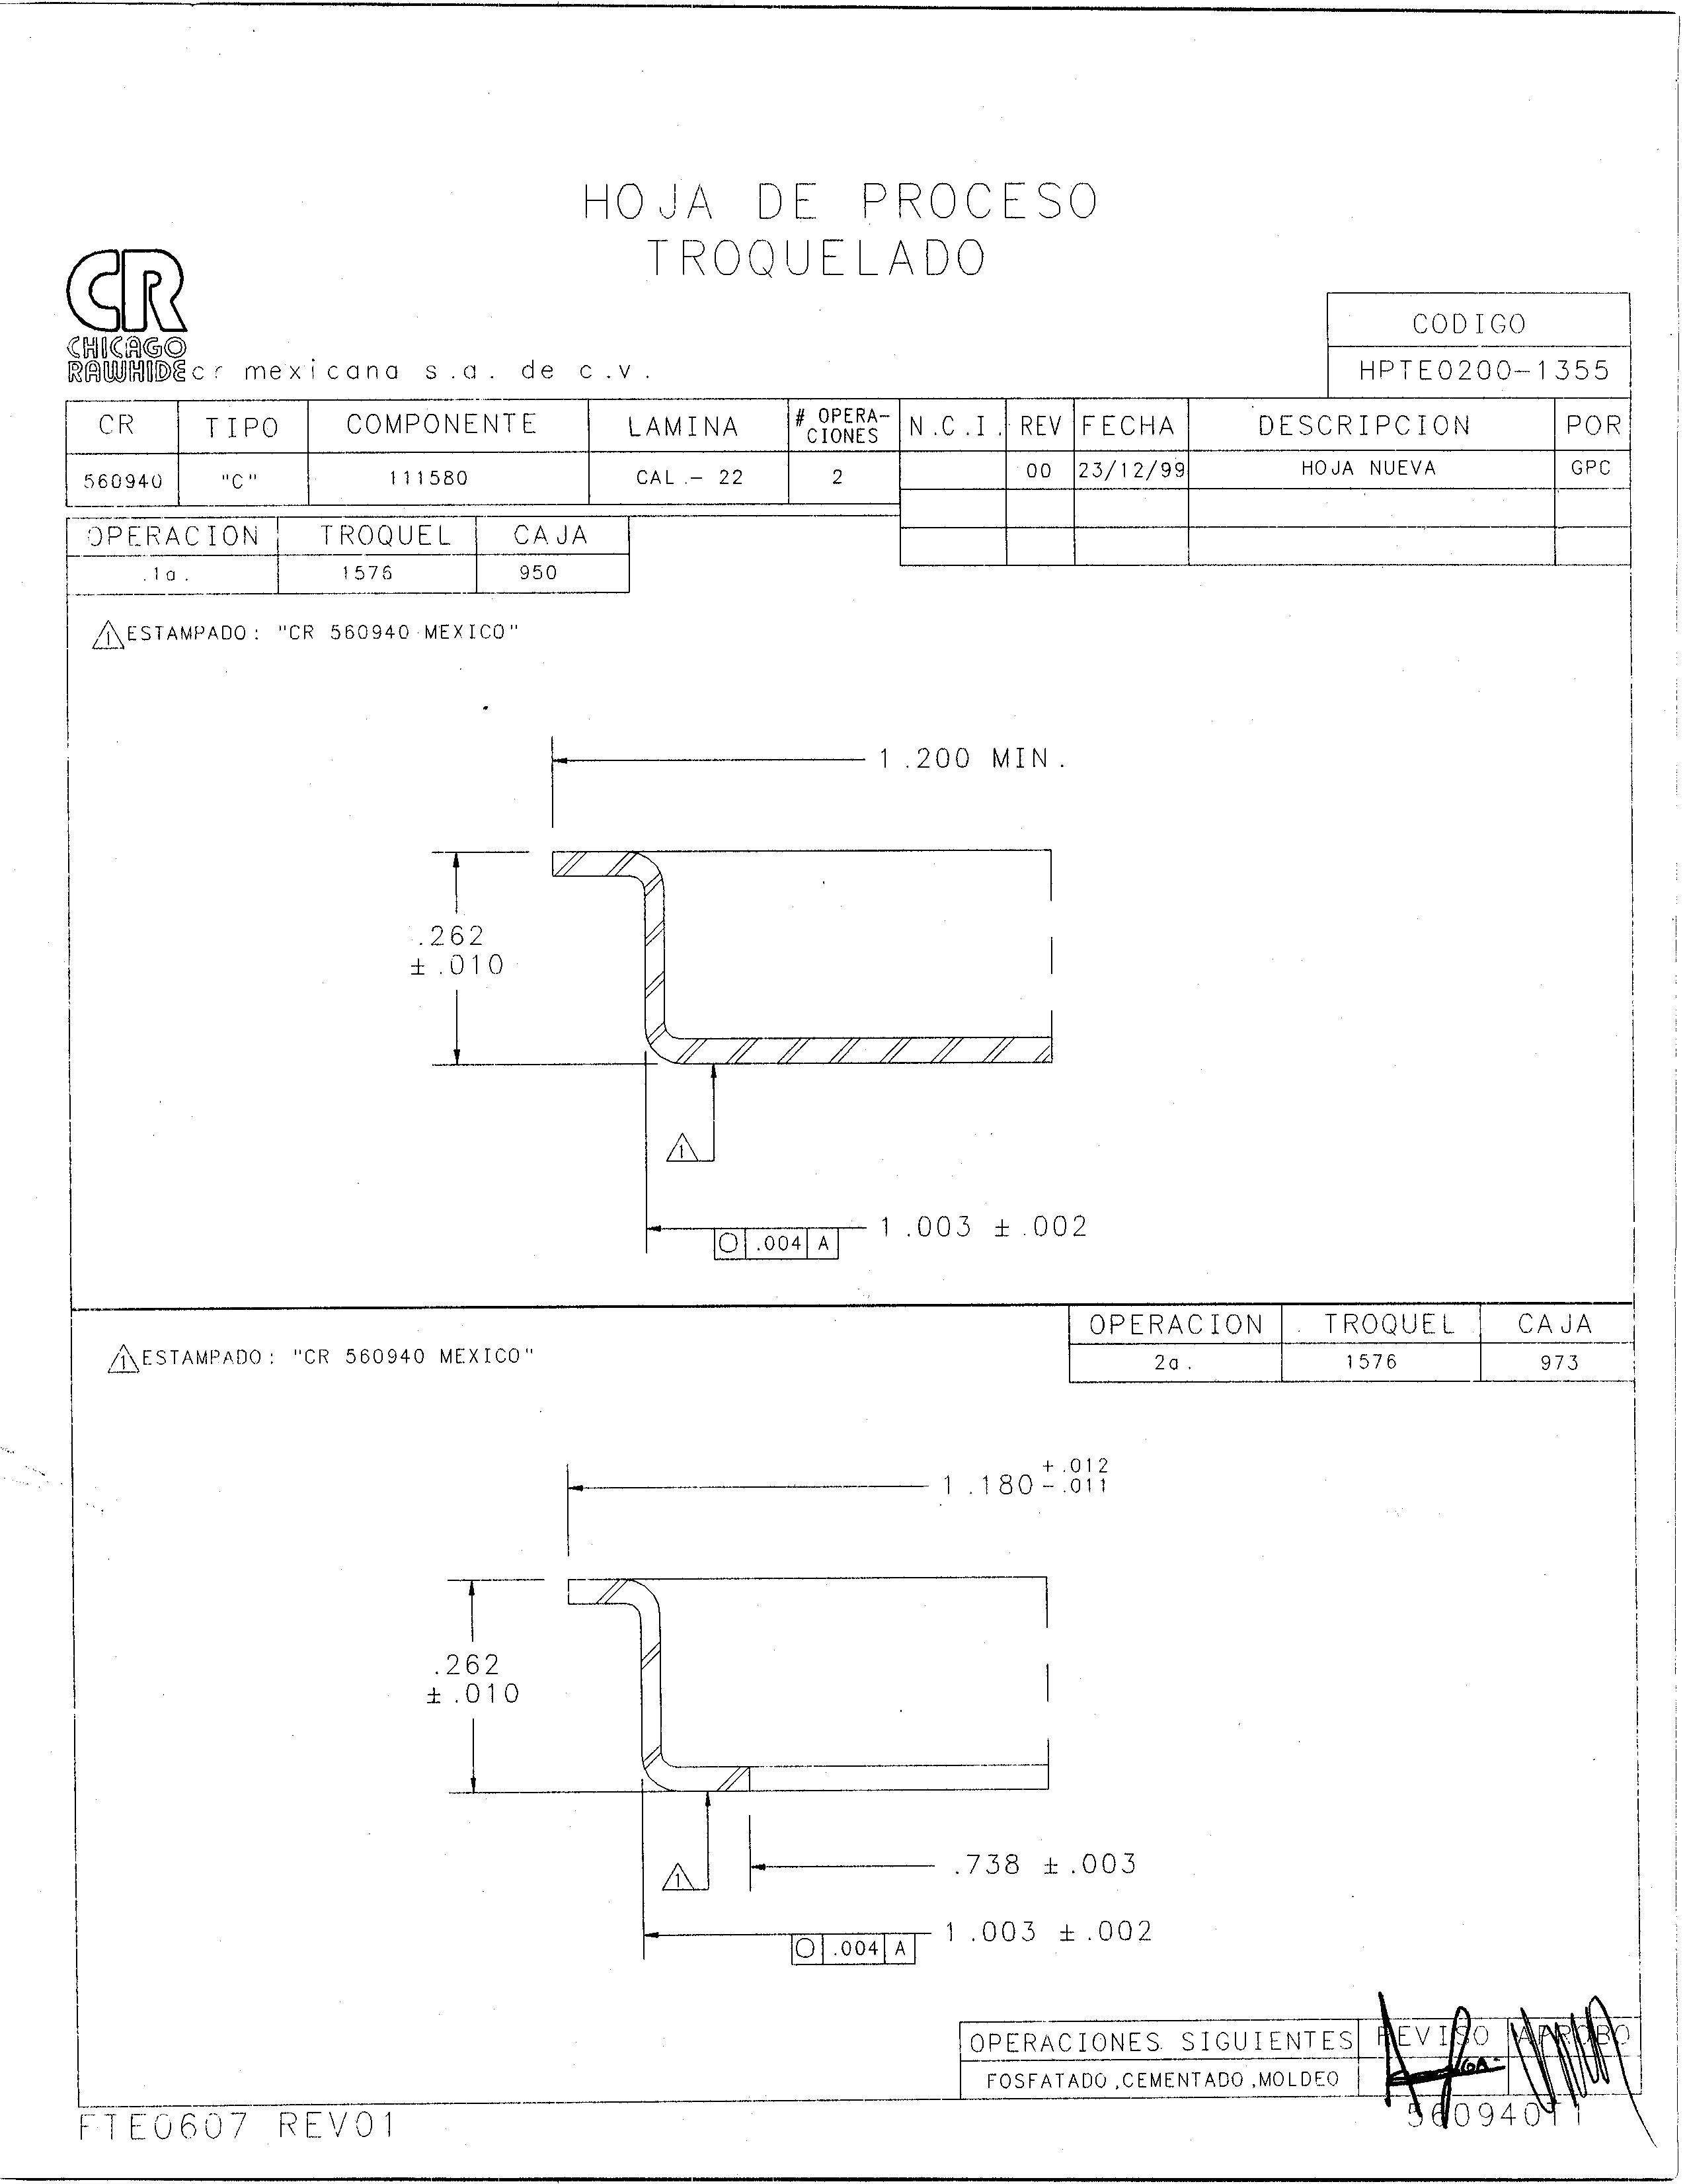 HOJA DE PROCESO
TROQUELADO
CR
CHICAGO
RAWHIDE cr mexicana s.a. de c.v.
CODIGO
HPTE0200-1355
CR TIPO COMPONENTE LAMINA # OPERA-CIONES N.C.I. REV FECHA DESCRIPCION POR
560940 "C" 111580 CAL.- 22 2 00 23/12/99 HOJA NUEVA GPC
OPERACION TROQUEL CAJA
1a. 1576 950
1 ESTAMPADO: "CR 560940 MEXICO"
1.200 MIN.
.262
±.010
1
1.003 ±.002
○ .004 A
OPERACION TROQUEL CAJA
2a. 1576 973
1 ESTAMPADO: "CR 560940 MEXICO"
1.180 +.012 -.011
.262
±.010
1
.738 ±.003
1.003 ±.002
○ .004 A
OPERACIONES SIGUIENTES REVISO APROBO
FOSFATADO,CEMENTADO,MOLDEO
FTE0607 REV01
560940T1